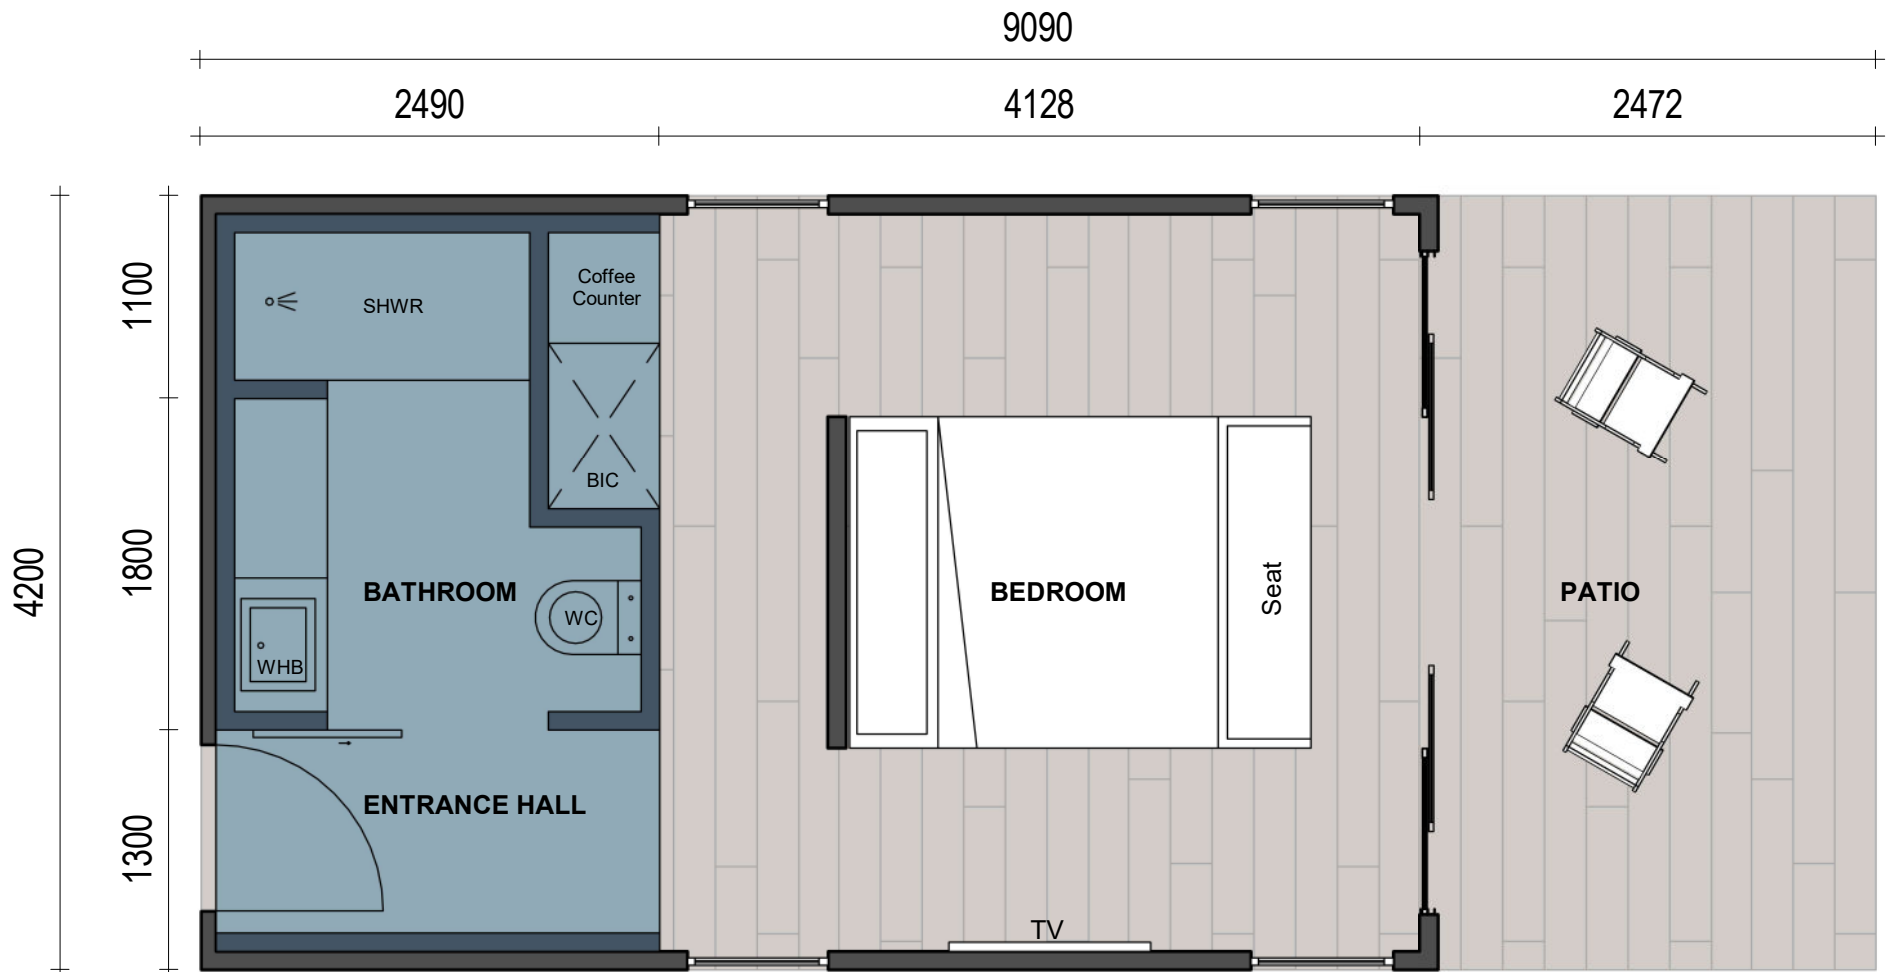 9090
2490
4128
2472
4200
1100
1800
1300
SHWR
Coffee
Counter
BIC
BATHROOM
WC
WHB
ENTRANCE HALL
BEDROOM
Seat
TV
PATIO